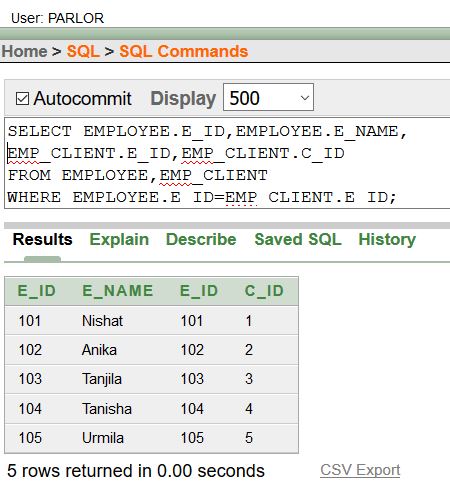 User: PARLOR
Home > SQL > SQL Commands
Autocommit Display 500
SELECT EMPLOYEE.E_ID,EMPLOYEE.E_NAME,
EMP_CLIENT.E_ID,EMP_CLIENT.C_ID
FROM EMPLOYEE,EMP_CLIENT
WHERE EMPLOYEE.E_ID=EMP_CLIENT.E_ID;
Results Explain Describe Saved SQL History
E_ID E_NAME E_ID C_ID
101 Nishat 101 1
102 Anika 102 2
103 Tanjila 103 3
104 Tanisha 104 4
105 Urmila 105 5
5 rows returned in 0.00 seconds CSV Export